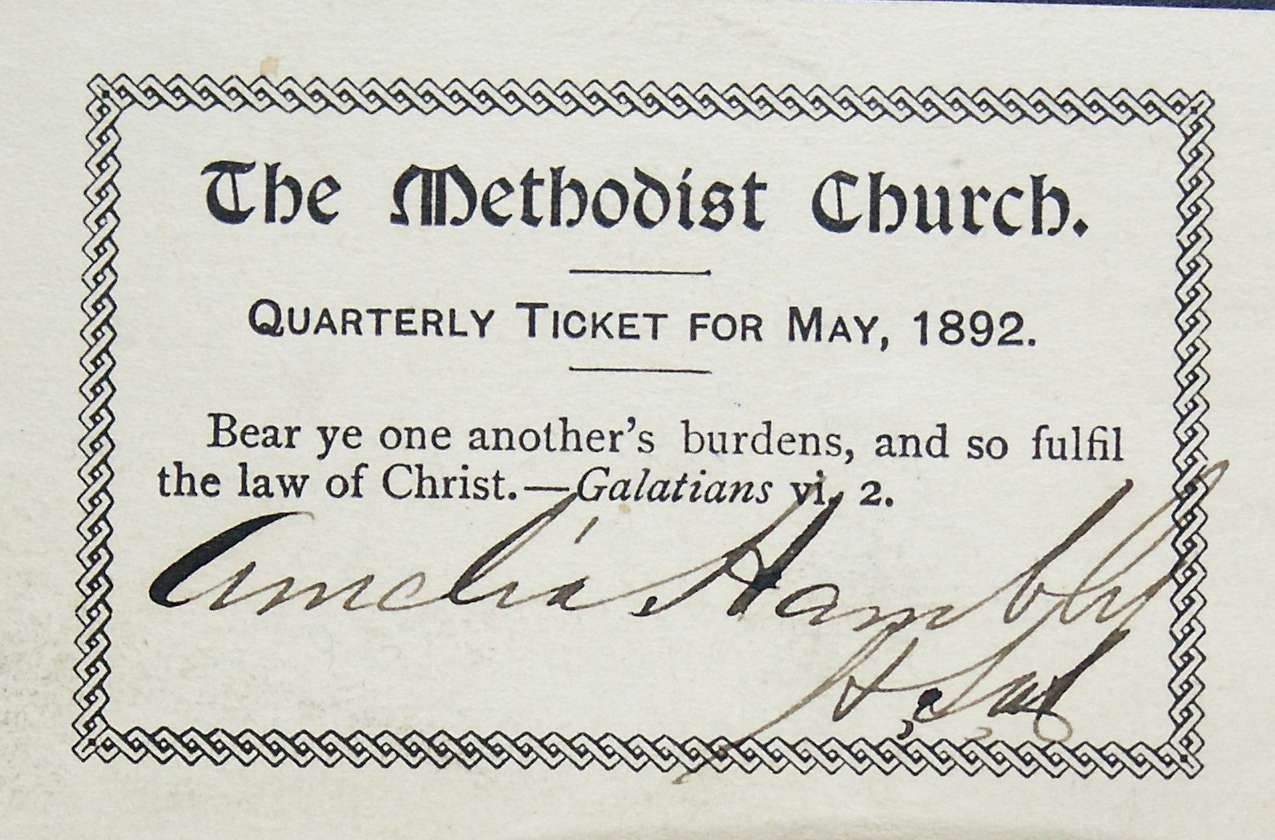 The Methodist Church.
QUARTERLY TICKET FOR MAY, 1892.
Bear ye one another's burdens, and so fulfil
the law of Christ.—Galatians vi. 2.
Amelia Hambly
H.